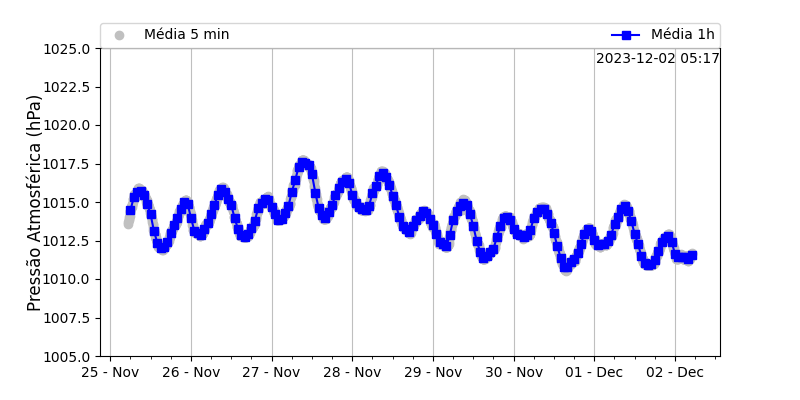 Média 5 min
Média 1h
2023-12-02 05:17
Pressão Atmosférica (hPa)
1025.0
1022.5
1020.0
1017.5
1015.0
1012.5
1010.0
1007.5
1005.0
25 - Nov
26 - Nov
27 - Nov
28 - Nov
29 - Nov
30 - Nov
01 - Dec
02 - Dec